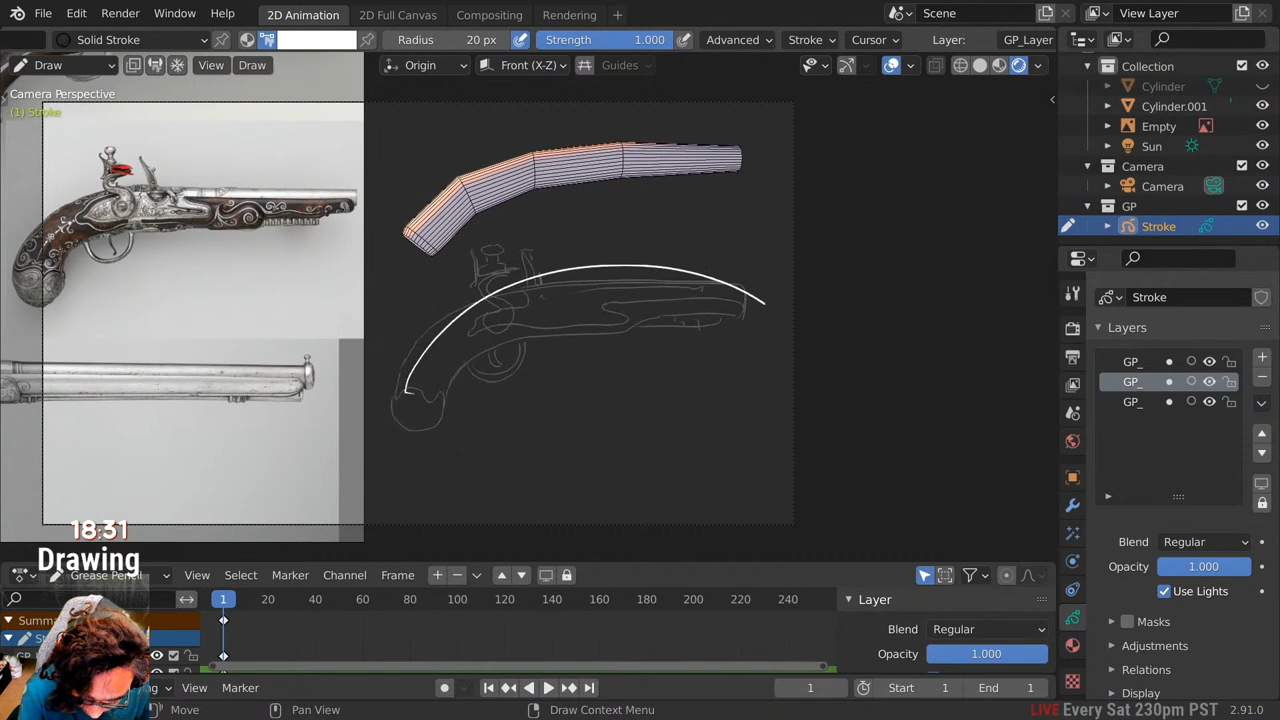 File Edit Render Window Help 2D Animation 2D Full Canvas Compositing Rendering Scene View Layer
Solid Stroke Radius 20 px Strength 1.000 Advanced Stroke Cursor Layer: GP_Layer
Draw View Draw Origin Front (X-Z) Guides
Collection
Camera Perspective
Cylinder
(1) Stroke
Cylinder.001
Empty
Sun
Camera
Camera
GP
Stroke
Stroke
Layers
GP_
GP_
GP_
18:31
Drawing
Blend Regular
Opacity 1.000
Use Lights
Grease Pencil View Select Marker Channel Frame
1 20 40 60 80 100 120 140 160 180 200 220 240 Layer
Summa
Blend Regular
Masks
St
Opacity 1.000
Adjustments
Relations
View Marker 1 Start 1 End 1
Display
Move Pan View Draw Context Menu LIVE Every Sat 230pm PST 2.91.0